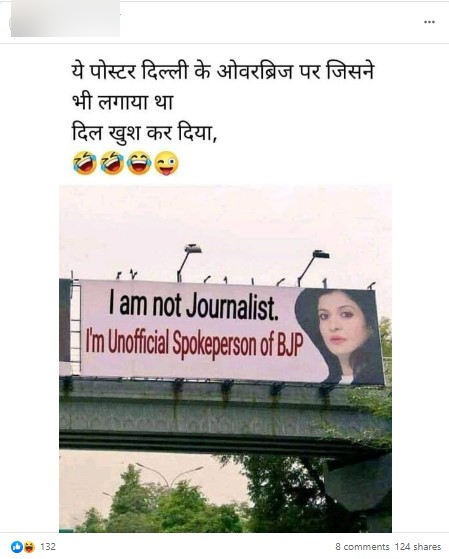 ये पोस्टर दिल्ली के ओवरब्रिज पर जिसने
भी लगाया था
दिल खुश कर दिया,
I am not Journalist.
I'm Unofficial Spokeperson of BJP
132
8 comments 124 shares